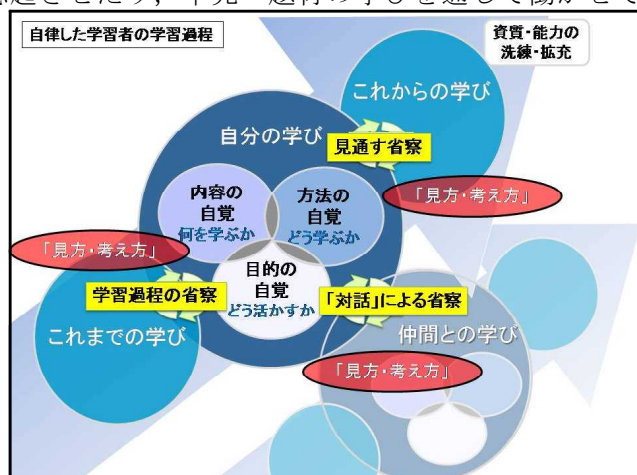 自律した学習者の学習過程
資質・能力の
洗練・拡充
これからの学び
自分の学び
見通す省察
内容の
自覚
何を学ぶか
方法の
自覚
どう学ぶか
「見方・考え方」
「見方・考え方」
目的の
自覚
どう活かすか
学習過程の省察
「対話」による省察
これまでの学び
仲間との学び
「見方・考え方」